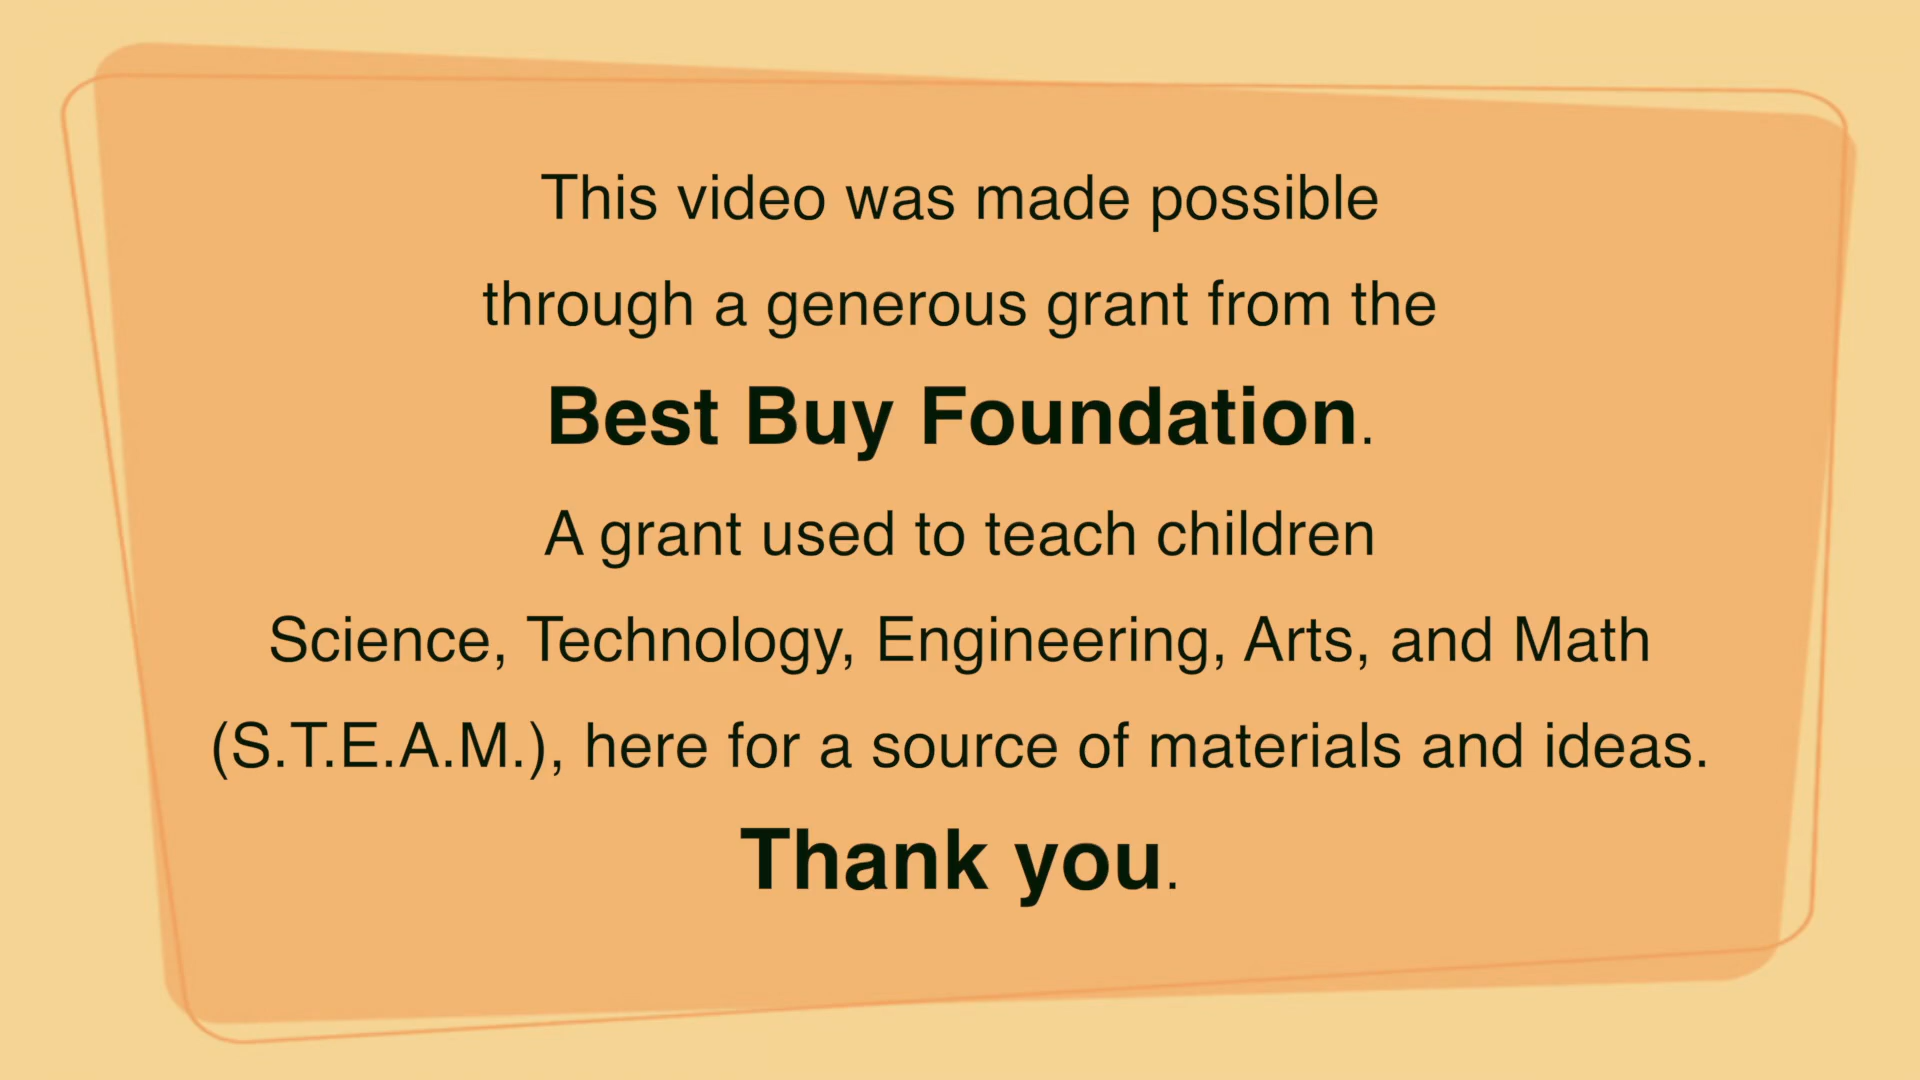 This video was made possible
through a generous grant from the
Best Buy Foundation.
A grant used to teach children
Science, Technology, Engineering, Arts, and Math
(S.T.E.A.M.), here for a source of materials and ideas.
Thank you.